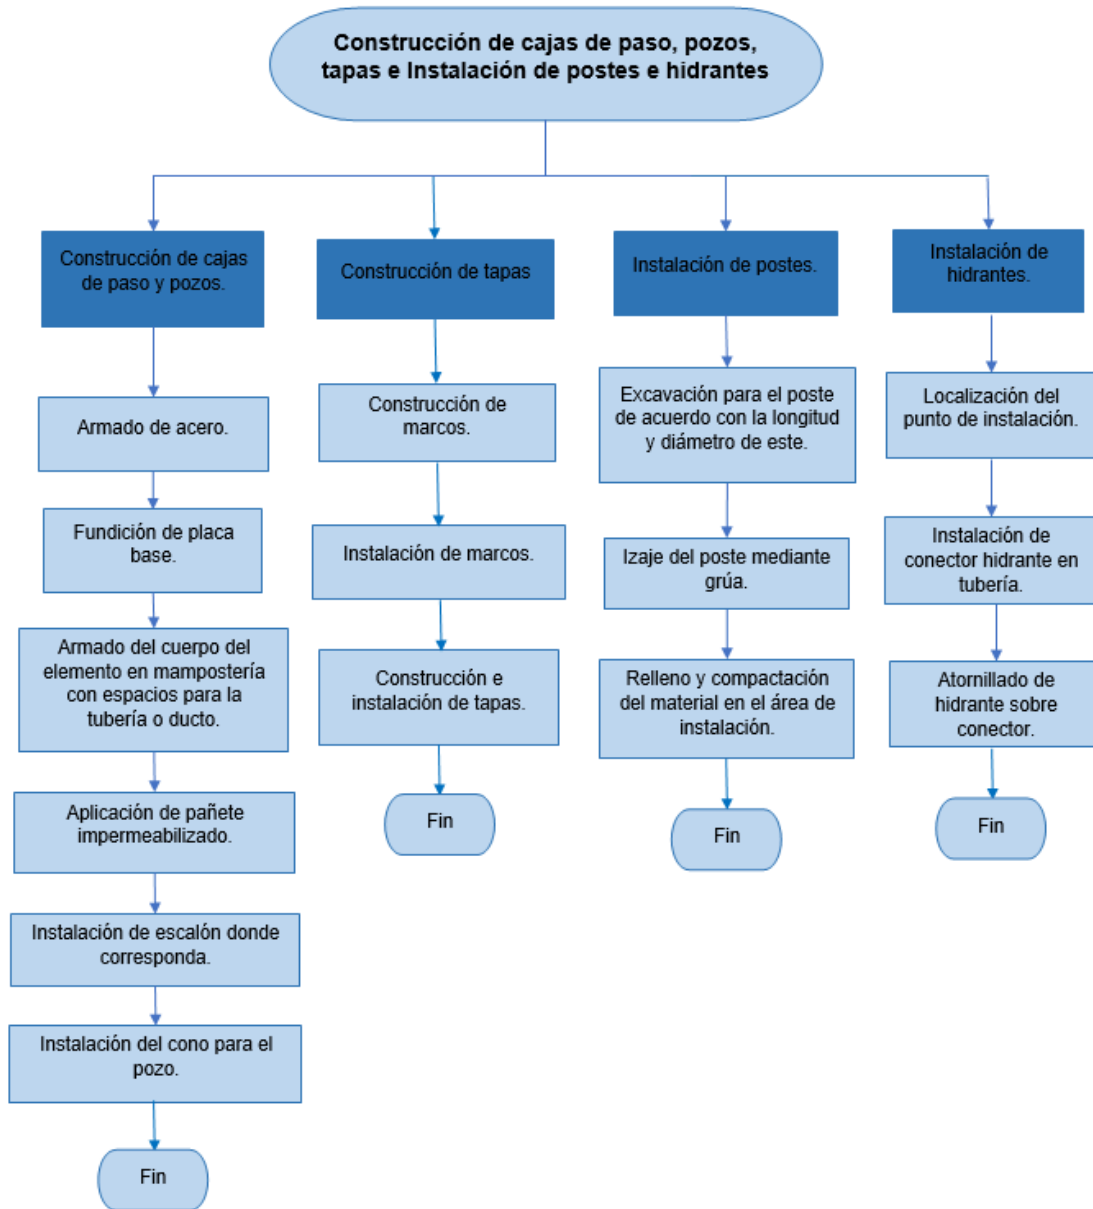 Construcción de cajas de paso, pozos,
tapas e Instalación de postes e hidrantes
Construcción de cajas
de paso y pozos.
Armado de acero.
Fundición de placa
base.
Armado del cuerpo del
elemento en mampostería
con espacios para la
tubería o ducto.
Aplicación de pañete
impermeabilizado.
Instalación de escalón donde
corresponda.
Instalación del cono para el
pozo.
Fin
Construcción de tapas
Construcción de
marcos.
Instalación de marcos.
Construcción e
instalación de tapas.
Fin
Instalación de postes.
Excavación para el poste
de acuerdo con la longitud
y diámetro de este.
Izaje del poste mediante
grúa.
Relleno y compactación
del material en el área de
instalación.
Fin
Instalación de
hidrantes.
Localización del
punto de instalación.
Instalación de
conector hidrante en
tubería.
Atornillado de
hidrante sobre
conector.
Fin